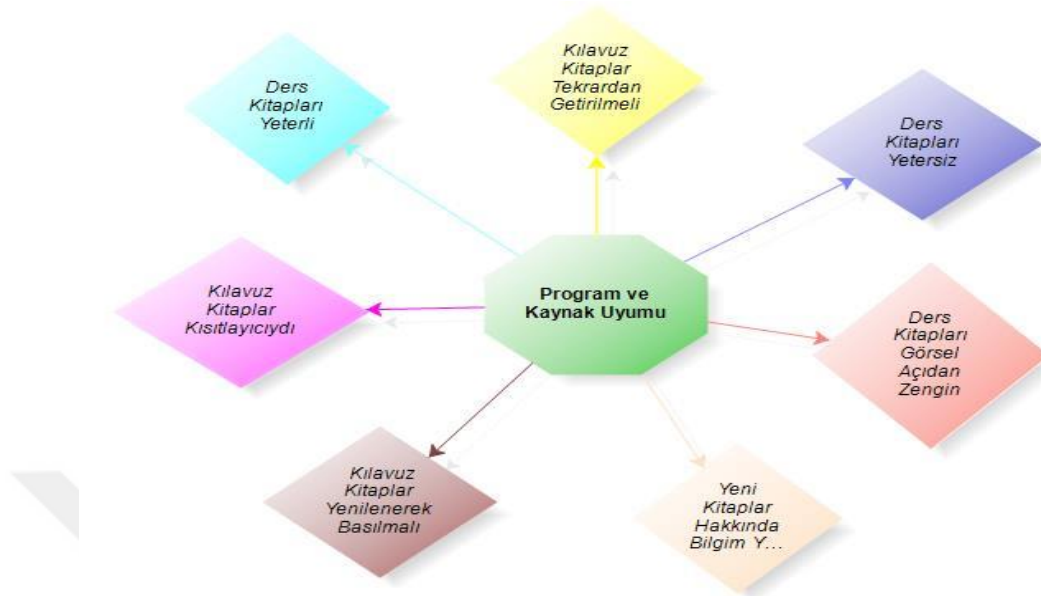 Ders
Kitapları
Yeterli
Kılavuz
Kitaplar
Tekrardan
Getirilmeli
Ders
Kitapları
Yetersiz
Kılavuz
Kitaplar
Kısıtlayıcıydı
Program ve
Kaynak Uyumu
Ders
Kitapları
Görsel
Açıdan
Zengin
Kılavuz
Kitaplar
Yenilenerek
Basılmalı
Yeni
Kitaplar
Hakkında
Bilgim Y...